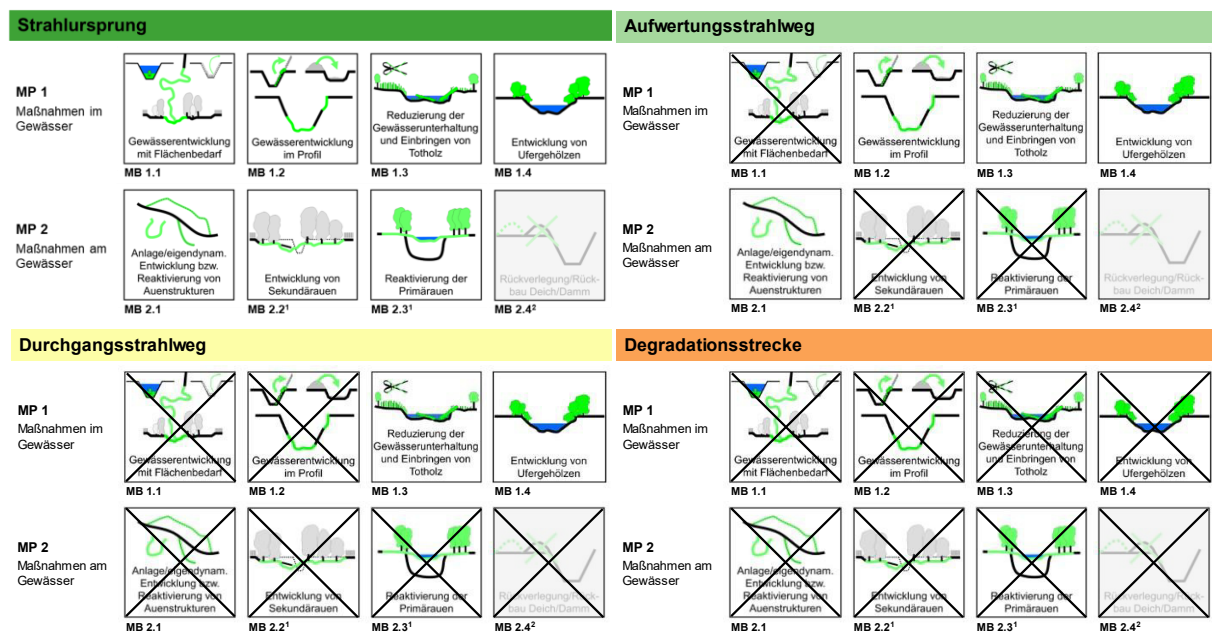 Strahlursprung
MP 1
Maßnahmen im
Gewässer
Gewässerentwicklung
mit Flächenbedarf
MB 1.1
Gewässerentwicklung
im Profil
MB 1.2
Reduzierung der
Gewässerunterhaltung
und Einbringen von
Totholz
MB 1.3
Entwicklung von
Ufergehölzen
MB 1.4
MP 2
Maßnahmen am
Gewässer
Anlage/eigendynam.
Entwicklung bzw.
Reaktivierung von
Auenstrukturen
MB 2.1
Entwicklung von
Sekundärauen
MB 2.2¹
Reaktivierung der
Primärauen
MB 2.3¹
Rückverlegung/Rück-
bau Deich/Damm
MB 2.4²
Aufwertungsstrahlweg
MP 1
Maßnahmen im
Gewässer
Gewässerentwicklung
mit Flächenbedarf
MB 1.1
Gewässerentwicklung
im Profil
MB 1.2
Reduzierung der
Gewässerunterhaltung
und Einbringen von
Totholz
MB 1.3
Entwicklung von
Ufergehölzen
MB 1.4
MP 2
Maßnahmen am
Gewässer
Anlage/eigendynam.
Entwicklung bzw.
Reaktivierung von
Auenstrukturen
MB 2.1
Entwicklung von
Sekundärauen
MB 2.2¹
Reaktivierung der
Primärauen
MB 2.3¹
Rückverlegung/Rück-
bau Deich/Damm
MB 2.4²
Durchgangsstrahlweg
MP 1
Maßnahmen im
Gewässer
Gewässerentwicklung
mit Flächenbedarf
MB 1.1
Gewässerentwicklung
im Profil
MB 1.2
Reduzierung der
Gewässerunterhaltung
und Einbringen von
Totholz
MB 1.3
Entwicklung von
Ufergehölzen
MB 1.4
MP 2
Maßnahmen am
Gewässer
Anlage/eigendynam.
Entwicklung bzw.
Reaktivierung von
Auenstrukturen
MB 2.1
Entwicklung von
Sekundärauen
MB 2.2¹
Reaktivierung der
Primärauen
MB 2.3¹
Rückverlegung/Rück-
bau Deich/Damm
MB 2.4²
Degradationsstrecke
MP 1
Maßnahmen im
Gewässer
Gewässerentwicklung
mit Flächenbedarf
MB 1.1
Gewässerentwicklung
im Profil
MB 1.2
Reduzierung der
Gewässerunterhaltung
und Einbringen von
Totholz
MB 1.3
Entwicklung von
Ufergehölzen
MB 1.4
MP 2
Maßnahmen am
Gewässer
Anlage/eigendynam.
Entwicklung bzw.
Reaktivierung von
Auenstrukturen
MB 2.1
Entwicklung von
Sekundärauen
MB 2.2¹
Reaktivierung der
Primärauen
MB 2.3¹
Rückverlegung/Rück-
bau Deich/Damm
MB 2.4²